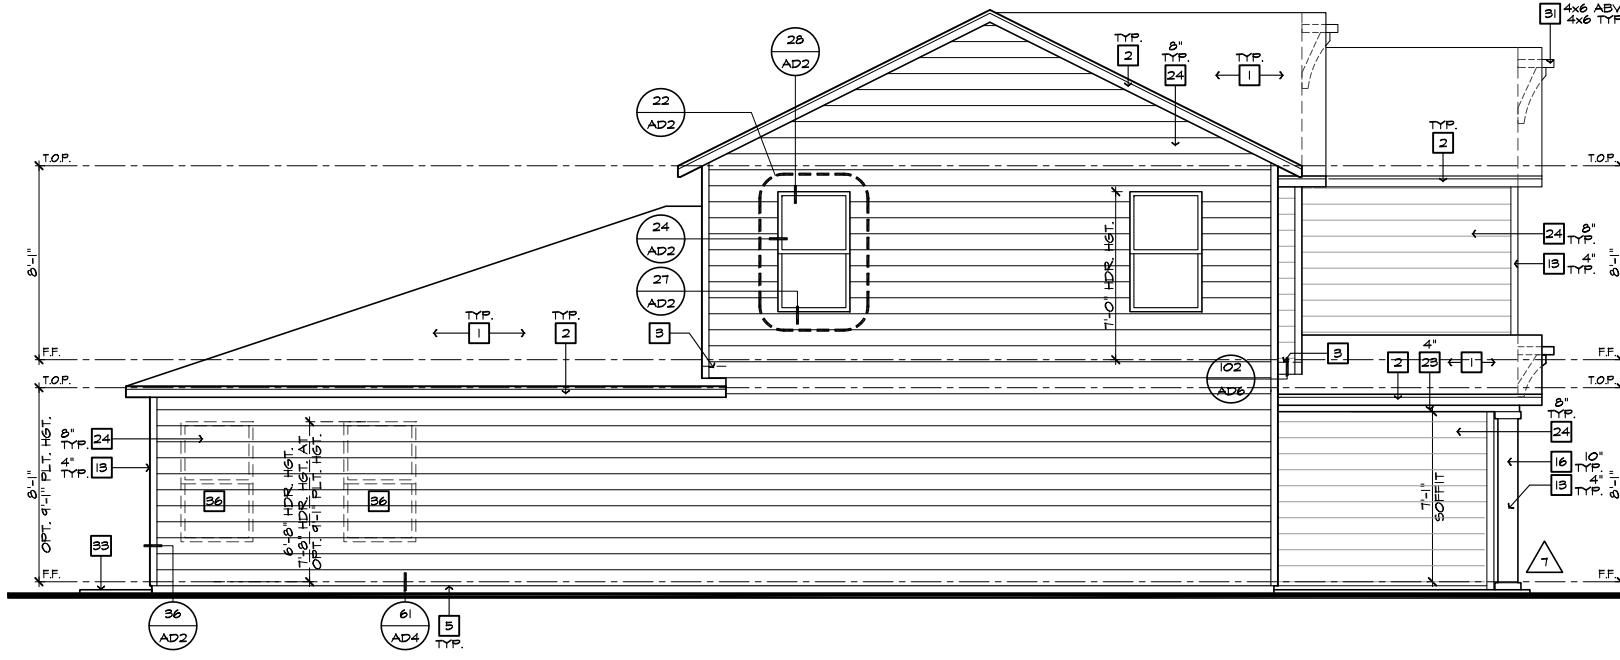 31 4x6 ABV
4x6 TYP
28
AD2
TYP.
2
8"
TYP.
24
TYP.
1
22
AD2
TYP.
2
T.O.P.
T.O.P.
8'-1"
24
AD2
7'-0" HDR. HGT.
24 8"
TYP.
13 4"
TYP.
8'-1"
27
AD2
TYP.
1
TYP.
2
3
F.F.
102
AD6
3
2
4"
23
1
F.F.
T.O.P.
T.O.P.
8'-1"
OPT. 9'-1" PLT. HGT.
8"
TYP.
24
4"
TYP.
13
36
36
6'-8" HDR. HGT.
7'-8" HDR. HGT. AT
OPT. 9'-1" PLT. HGT.
7'-1"
SOFFIT
8"
TYP.
24
16 10"
TYP.
13 4"
TYP.
8'-1"
33
7
F.F.
F.F.
36
AD2
61
AD4
5
TYP.